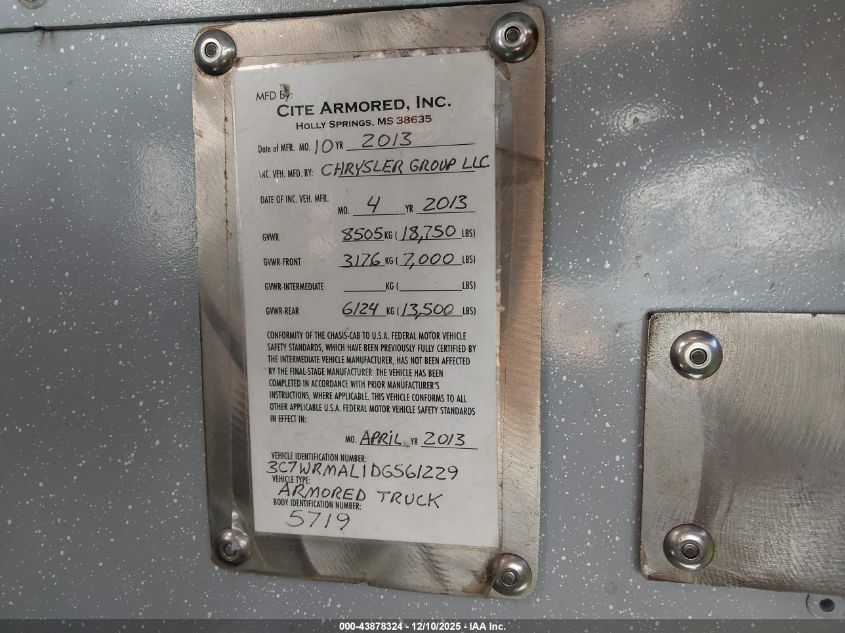 MFD By:
CITE ARMORED, INC.
HOLLY SPRINGS, MS 38635
Date of MFR. MO. 10 YR 2013
INC. VEH. MFD. BY: CHRYSLER GROUP LLC
DATE OF INC. VEH. MFR.
MO. 4 YR 2013
GVWR 8505 KG ( 18,750 LBS)
GVWR-FRONT 3176 KG ( 7,000 LBS)
GVWR-INTERMEDIATE KG ( LBS)
GVWR-REAR 6124 KG ( 13,500 LBS)
CONFORMITY OF THE CHASIS-CAB TO U.S.A. FEDERAL MOTOR VEHICLE
SAFETY STANDARDS, WHICH HAVE BEEN PREVIOUSLY FULLY CERTIFIED BY
THE INTERMEDIATE VEHICLE MANUFACTURER, HAS NOT BEEN AFFECTED
BY THE FINAL-STAGE MANUFACTURER. THE VEHICLE HAS BEEN
COMPLETED IN ACCORDANCE WITH PRIOR MANUFACTURER'S
INSTRUCTIONS, WHERE APPLICABLE. THIS VEHICLE CONFORMS TO ALL
OTHER APPLICABLE U.S.A. FEDERAL MOTOR VEHICLE SAFETY STANDARDS
IN EFFECT IN:
MO. APRIL YR 2013
VEHICLE IDENTIFICATION NUMBER:
3C7WRMAL1DG561229
VEHICLE TYPE:
ARMORED TRUCK
BODY IDENTIFICATION NUMBER:
5719
000-43878324 - 12/10/2025 - IAA Inc.